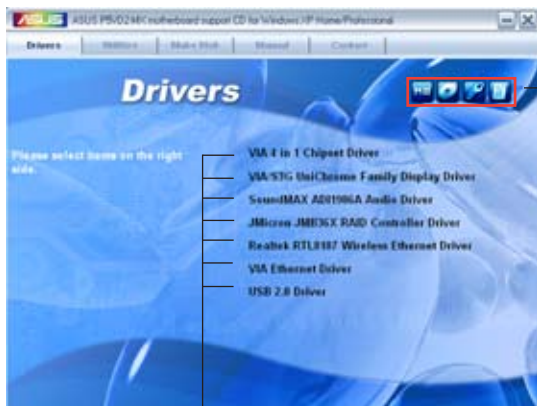 ASUS
ASUS P5VD2-MX motherboard support CD for Windows XP Home/Professional
Drivers
Utilities
Make Disk
Manual
Contact
Drivers
Please select items on the right side.
VIA 4 in 1 Chipset Driver
VIA/S3G UniChrome Family Display Driver
SoundMAX AD1986A Audio Driver
JMicron JMB36X RAID Controller Driver
Realtek RTL8187 Wireless Ethernet Driver
VIA Ethernet Driver
USB 2.0 Driver